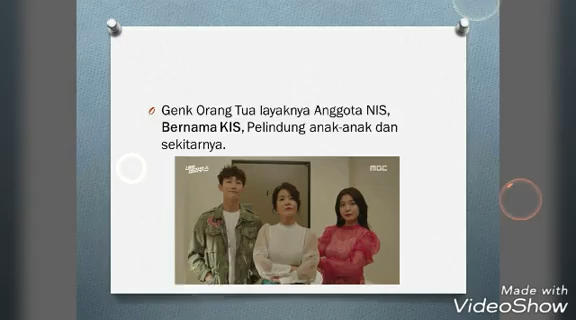 Genk Orang Tua layaknya Anggota NIS,
Bernama KIS, Pelindung anak-anak dan
sekitarnya.
MBC
Made with
VideoShow